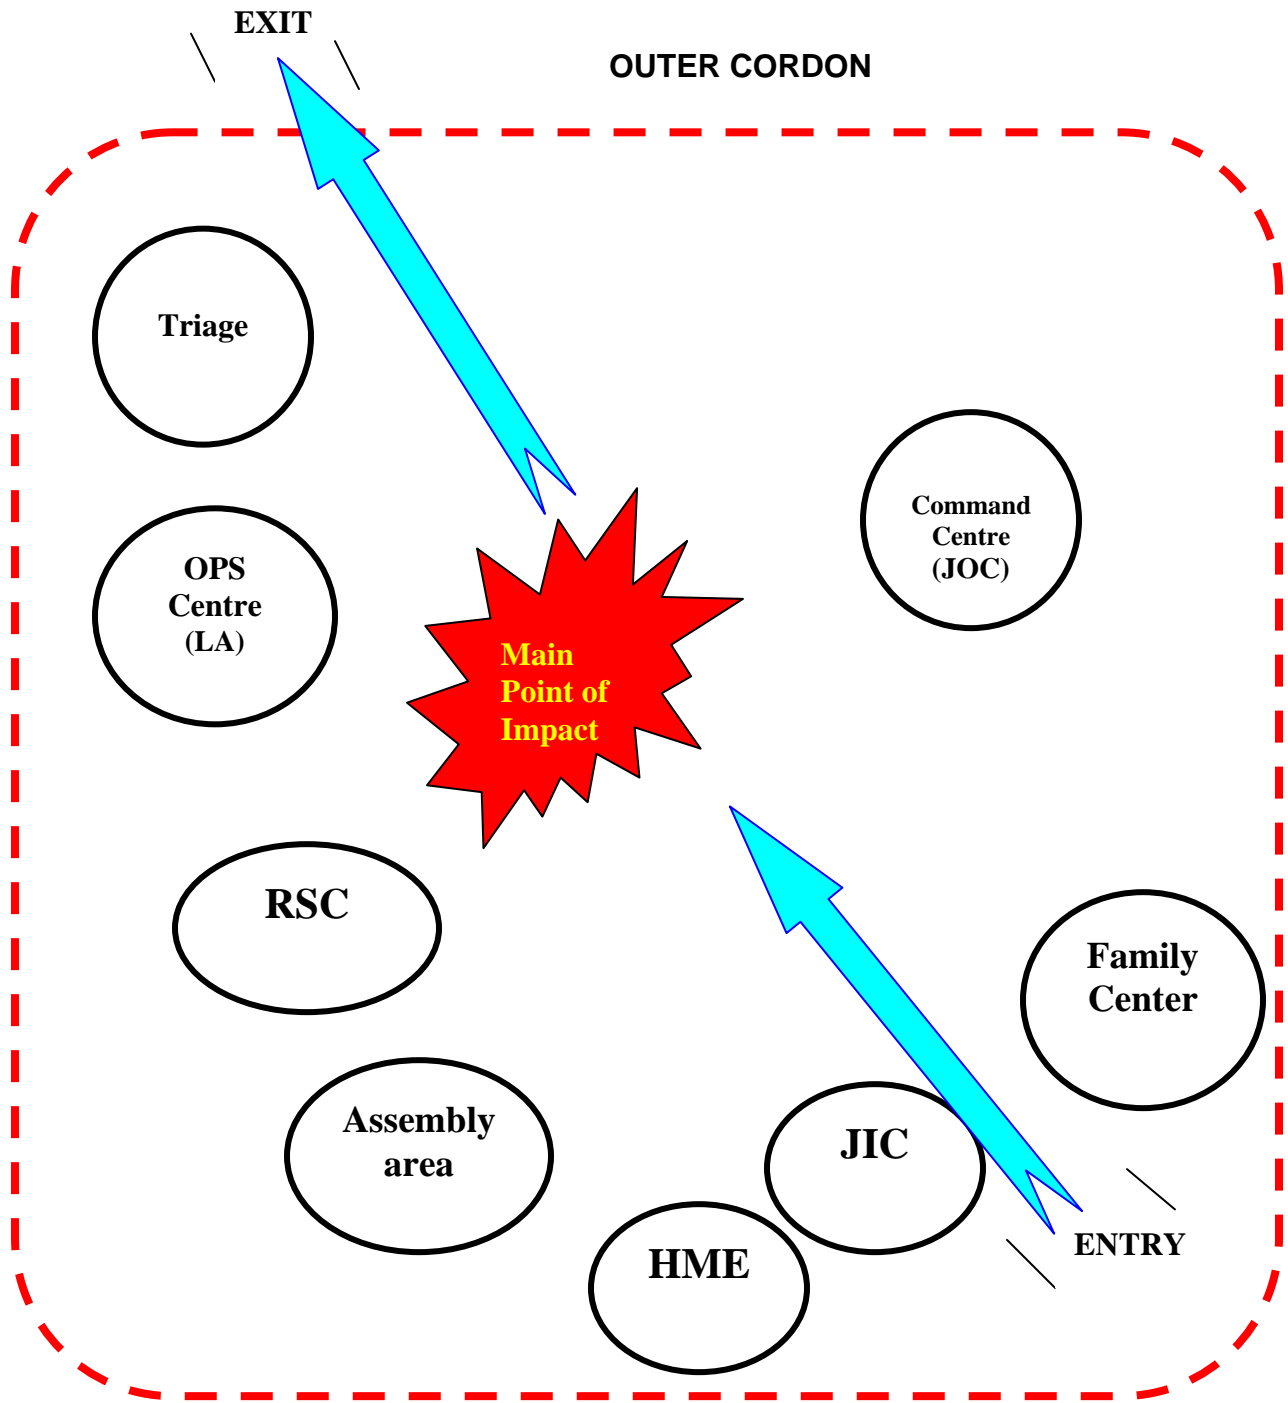 EXIT
OUTER CORDON
Triage
Command
Centre
(JOC)
OPS
Centre
(LA)
Main
Point of
Impact
RSC
Family
Center
Assembly
area
JIC
ENTRY
HME